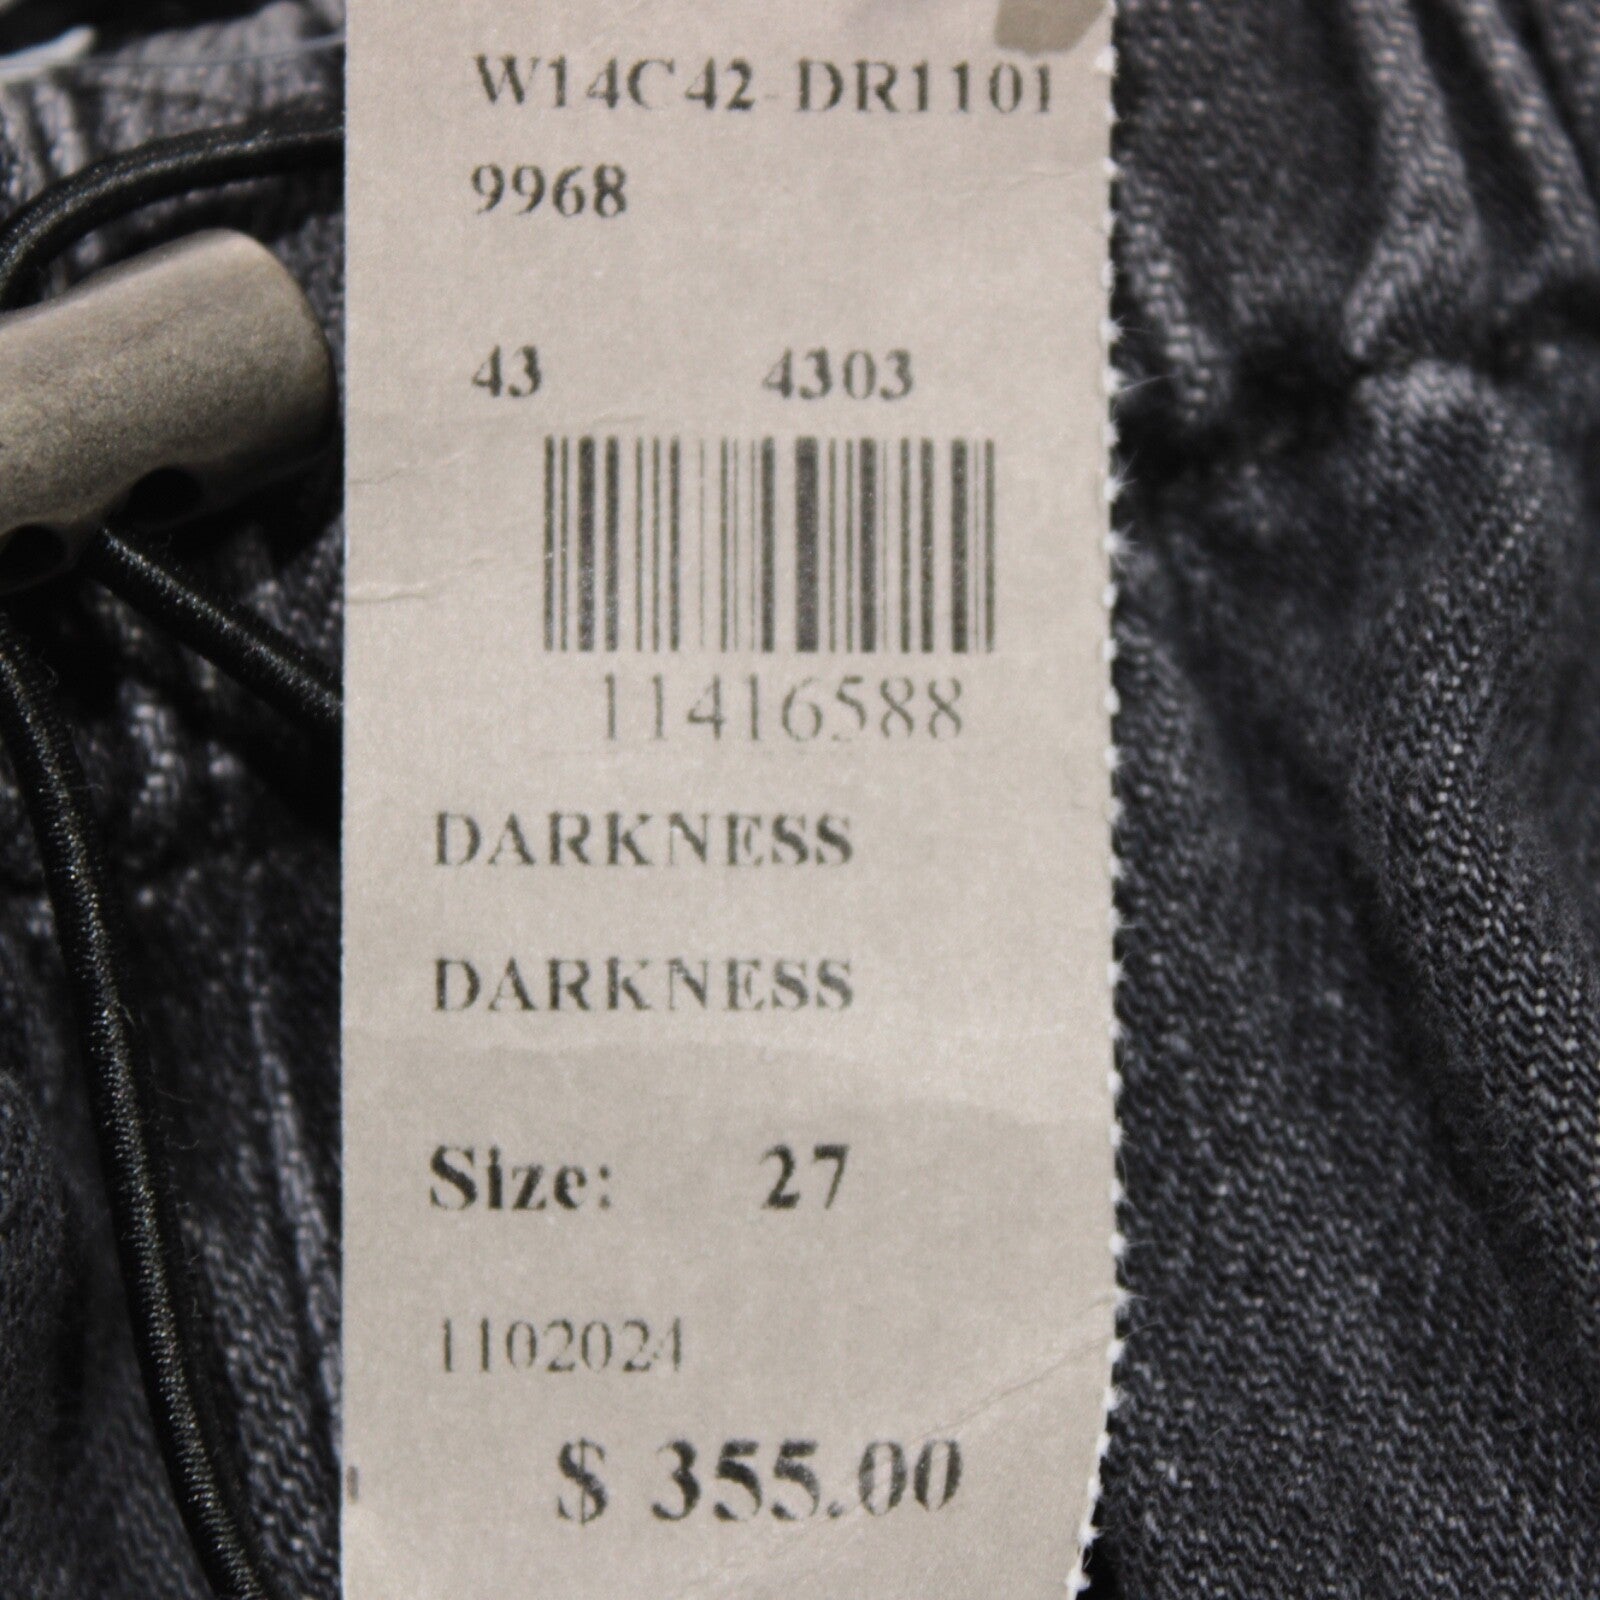 W14C42-DR1101
9968
43 4303
11416588
DARKNESS
DARKNESS
Size: 27
1102024
$ 355.00